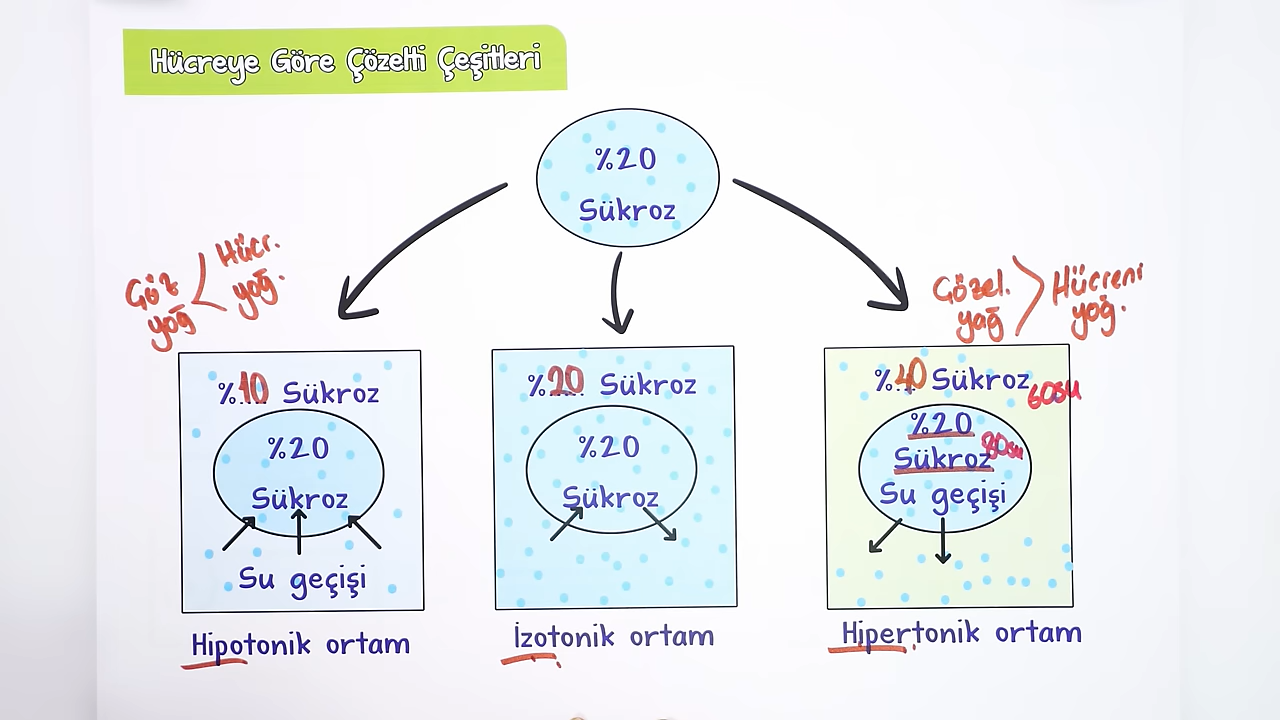 Hücreye Göre Çözelti Çeşitleri
%20
Sükroz
Göz
yoğ
<
Hücr.
yoğ.
Gözel.
yağ
>
Hücreni
yoğ.
%10 Sükroz
%20
Sükroz
Su geçişi
Hipotonik ortam
%20 Sükroz
%20
Sükroz
İzotonik ortam
%40 Sükroz
60su
%20
Sükroz
80su
Su geçişi
Hipertonik ortam